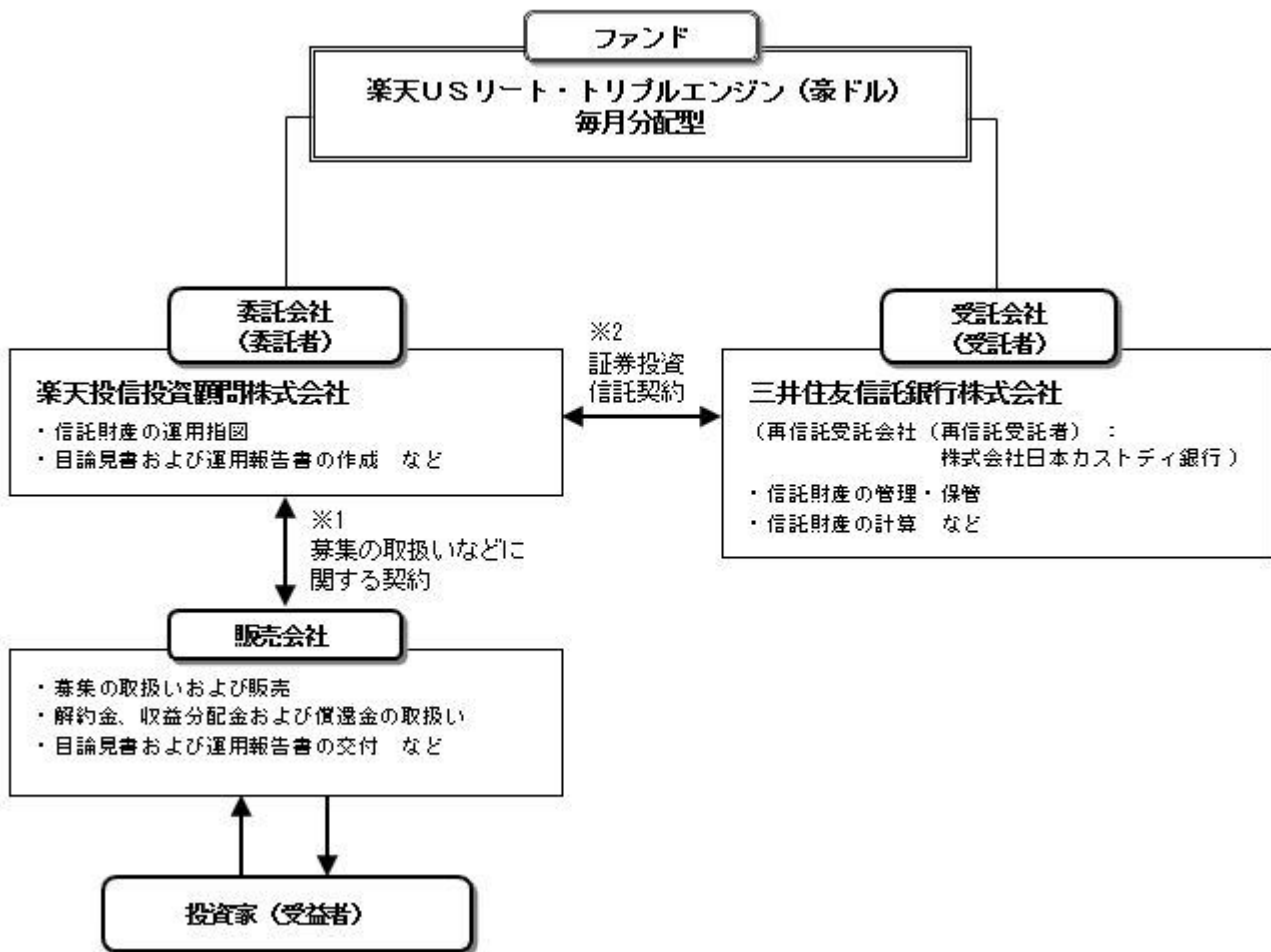 ファンド
楽天USリート・トリプルエンジン(豪ドル)
毎月分配型
委託会社
(委託者)
楽天投信投資顧問株式会社
・信託財産の運用指図
・目論見書および運用報告書の作成 など
※2
証券投資
信託契約
受託会社
(受託者)
三井住友信託銀行株式会社
(再信託受託会社(再信託受託者) :
株式会社日本カストディ銀行)
・信託財産の管理・保管
・信託財産の計算 など
※1
募集の取扱いなどに
関する契約
販売会社
・募集の取扱いおよび販売
・解約金、収益分配金および償還金の取扱い
・目論見書および運用報告書の交付 など
投資家(受益者)